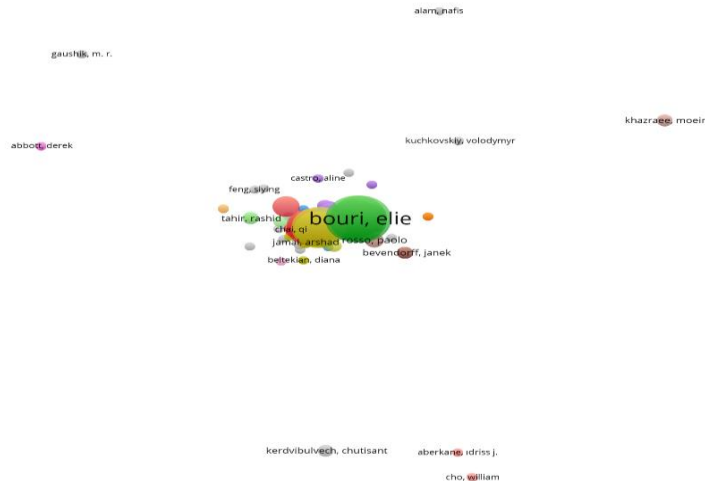 alam, nafis
gaushik, m. r.
khazraee, moein
kuchkovskiy, volodymyr
abbott, derek
castro, aline
feng, siying
tahir, rashid
bouri, elie
chai, qi
jamal, arshad
rosso, paolo
bevendorff, janek
beitekian, diana
kerdvibulvech, chutisant
aberkane, idriss j.
cho, william